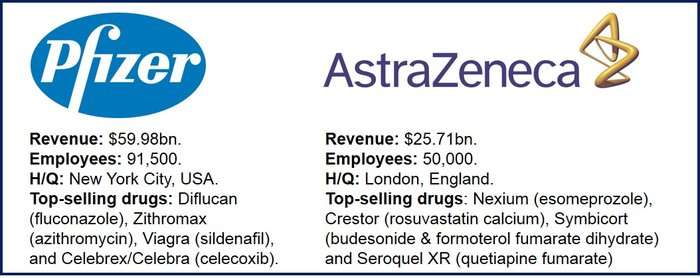 Pfizer
Revenue: $59.98bn.
Employees: 91,500.
H/Q: New York City, USA.
Top-selling drugs: Diflucan
(fluconazole), Zithromax
(azithromycin), Viagra (sildenafil),
and Celebrex/Celebra (celecoxib).
AstraZeneca
Revenue: $25.71bn.
Employees: 50,000.
H/Q: London, England.
Top-selling drugs: Nexium (esomeprozole),
Crestor (rosuvastatin calcium), Symbicort
(budesonide & formoterol fumarate dihydrate)
and Seroquel XR (quetiapine fumarate)